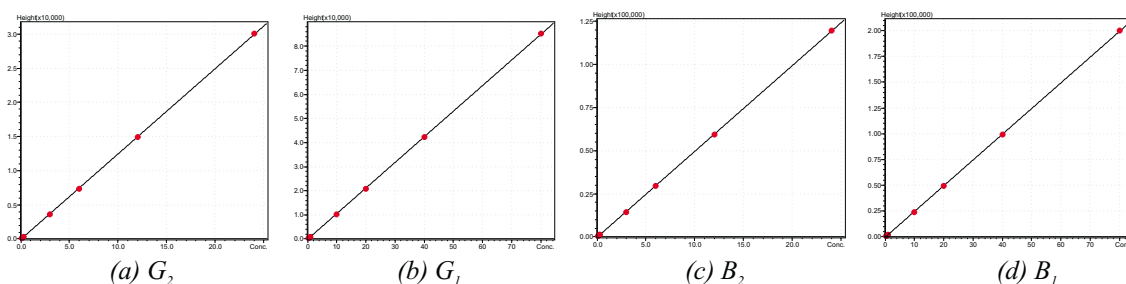 Height(x10,000)
3.0
2.5
2.0
1.5
1.0
0.5
0.0
0.0 5.0 10.0 15.0 20.0 Conc.
(a) G2
Height(x10,000)
8.0
7.0
6.0
5.0
4.0
3.0
2.0
1.0
0.0
0 10 20 30 40 50 60 70 Conc.
(b) G1
Height(x100,000)
1.25
1.00
0.75
0.50
0.25
0.00
0.0 5.0 10.0 15.0 20.0 Conc.
(c) B2
Height(x100,000)
2.00
1.75
1.50
1.25
1.00
0.75
0.50
0.25
0.00
0 10 20 30 40 50 60 70 Conc.
(d) B1